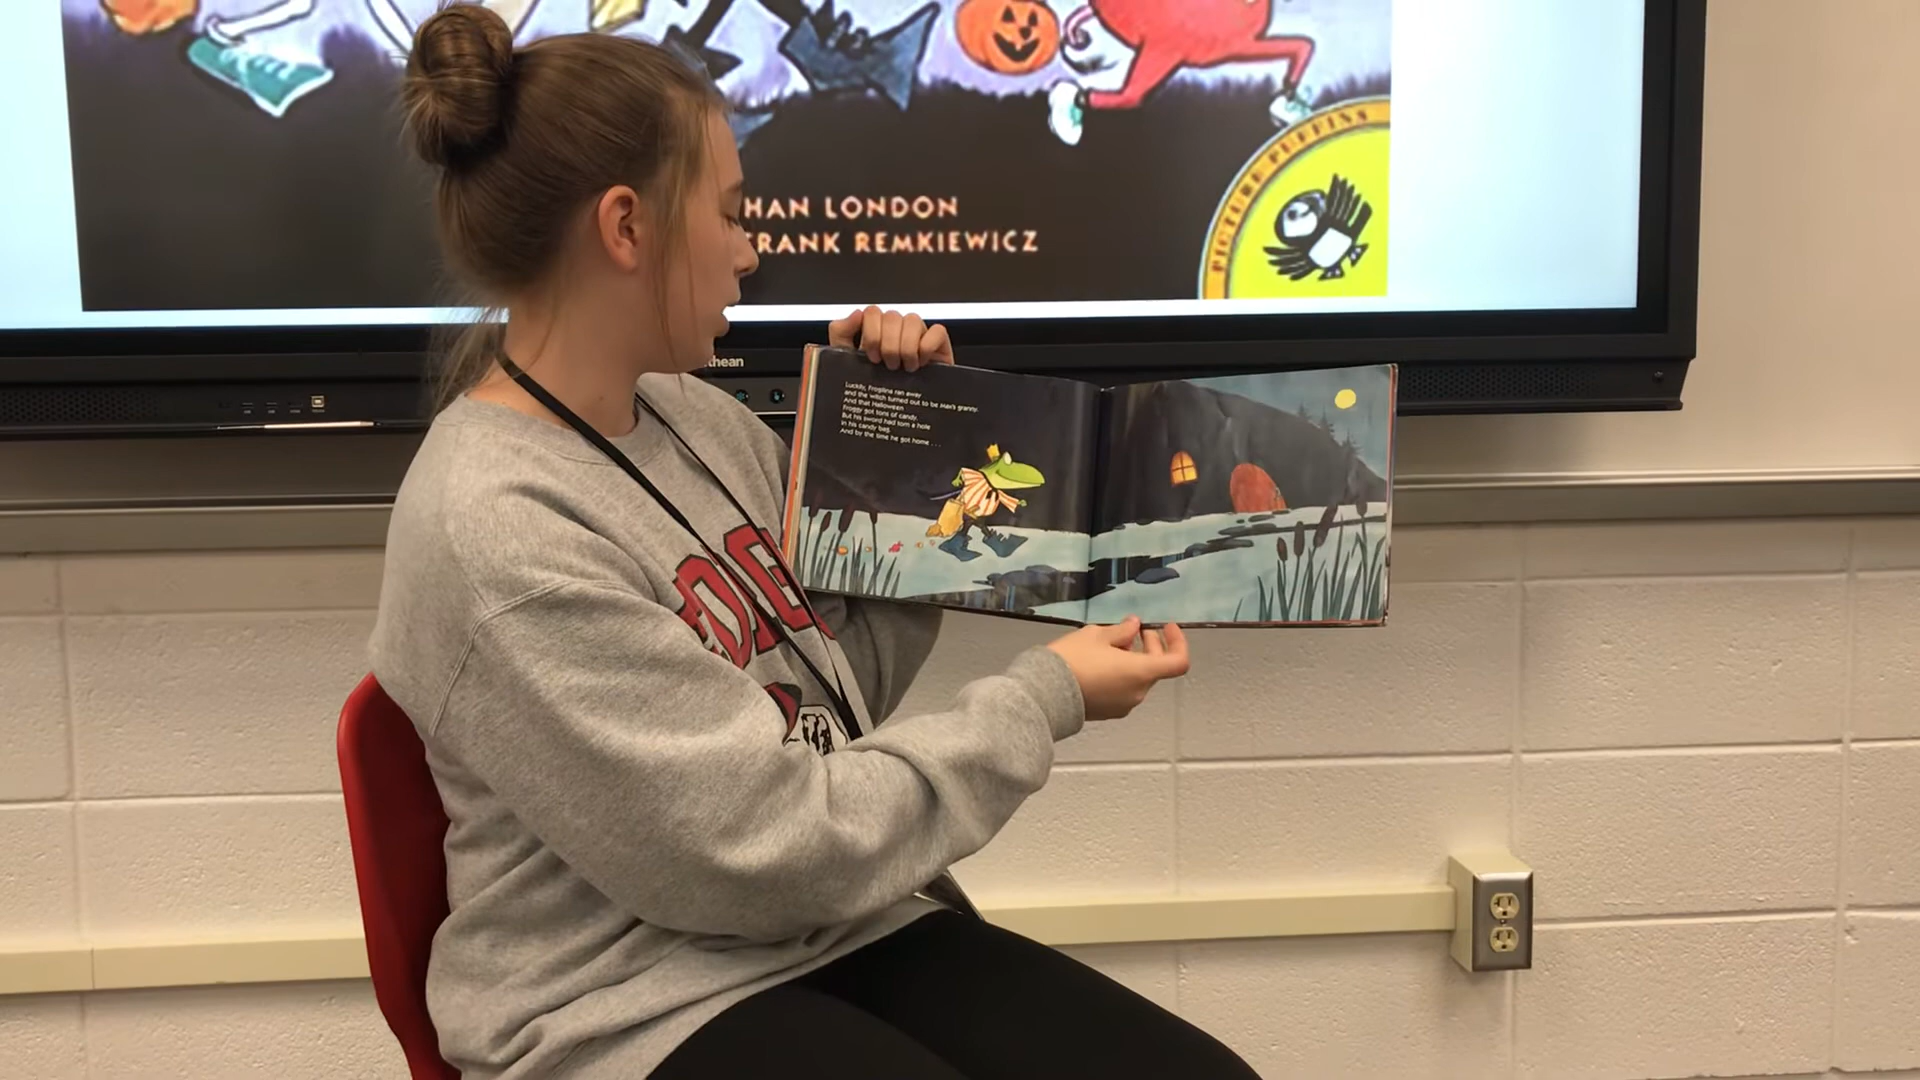 HAN LONDON
FRANK REMKIEWICZ
PICTURE PUFFINS
thean
Luckily, Frogilina ran away
and the witch turned out to be Max's granny.
And that Halloween
Froggy got tons of candy.
But his sword had torn a hole
in his candy bag.
And by the time he got home . . .